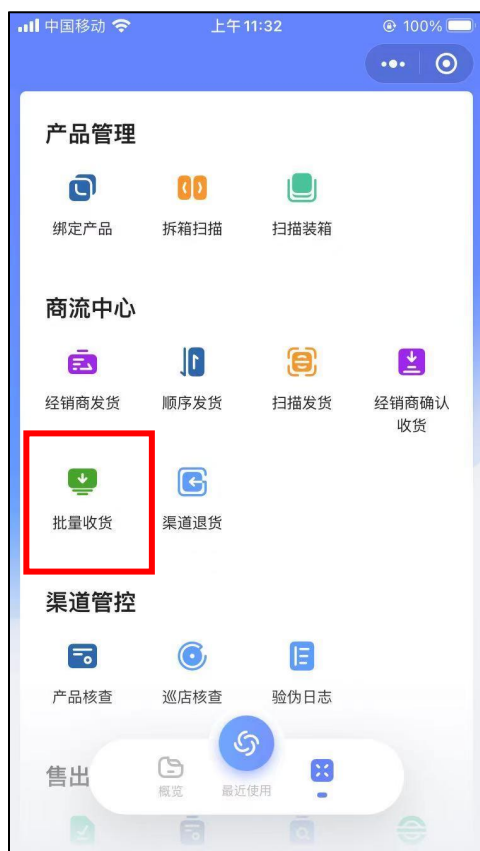 中国移动 上午11:32 100%
产品管理
绑定产品 拆箱扫描 扫描装箱
商流中心
经销商发货 顺序发货 扫描发货 经销商确认
收货
批量收货 渠道退货
渠道管控
产品核查 巡店核查 验伪日志
售出
概览 最近使用